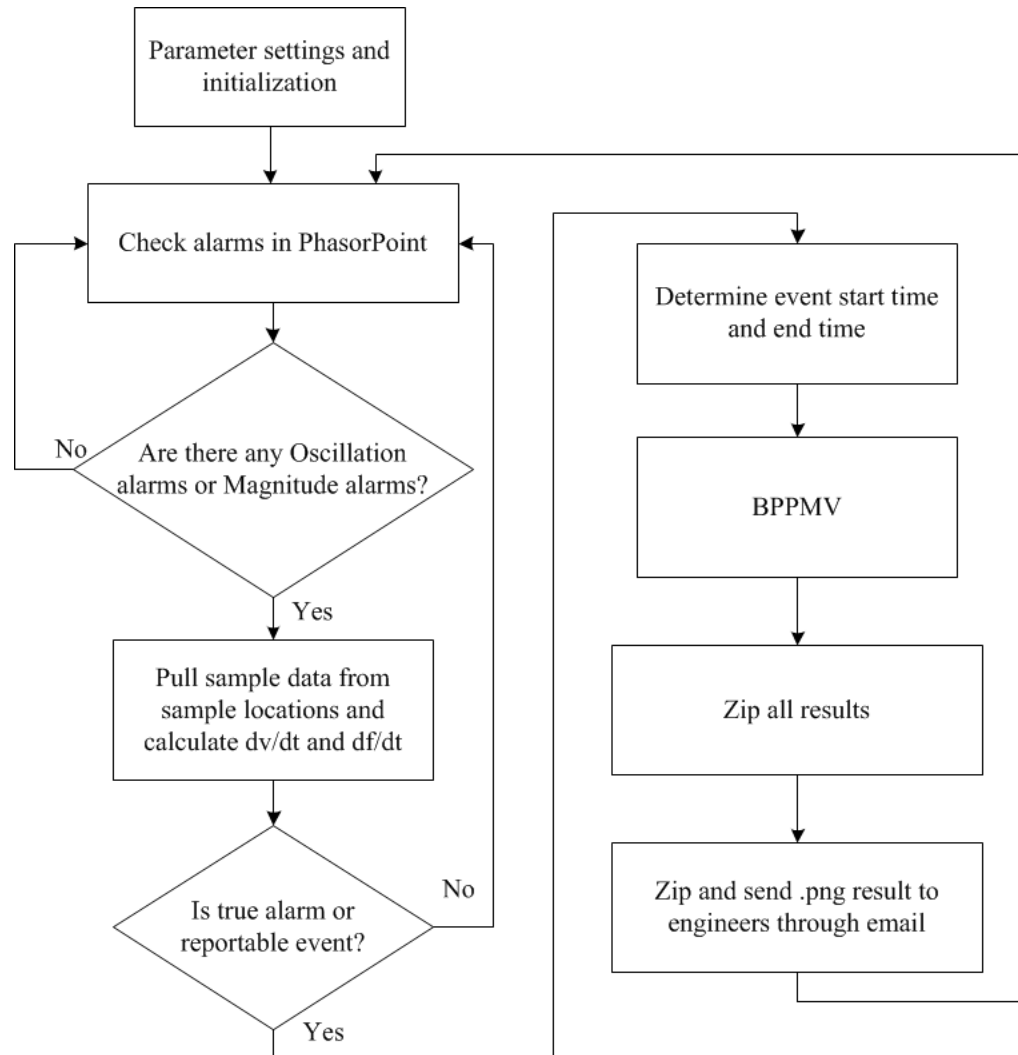 Parameter settings and
initialization
Check alarms in PhasorPoint
No
Are there any Oscillation
alarms or Magnitude alarms?
Yes
Pull sample data from
sample locations and
calculate dv/dt and df/dt
No
Is true alarm or
reportable event?
Yes
Determine event start time
and end time
BPPMV
Zip all results
Zip and send .png result to
engineers through email